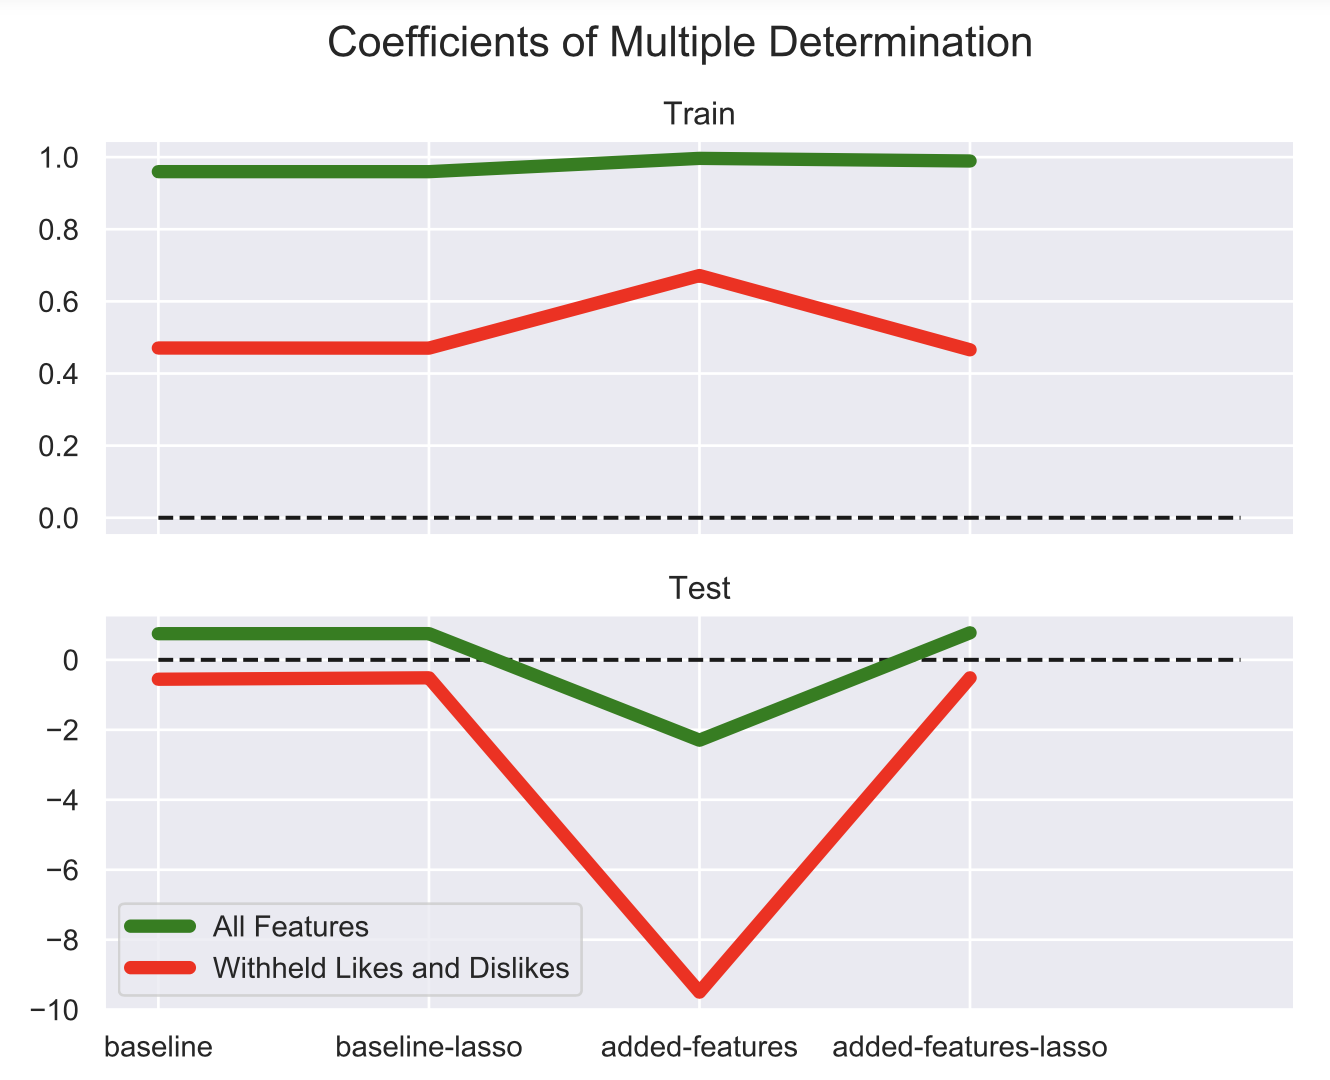 Coefficients of Multiple Determination
Train
1.0
0.8
0.6
0.4
0.2
0.0
Test
0
−2
−4
−6
−8
−10
All Features
Withheld Likes and Dislikes
baseline
baseline-lasso
added-features
added-features-lasso